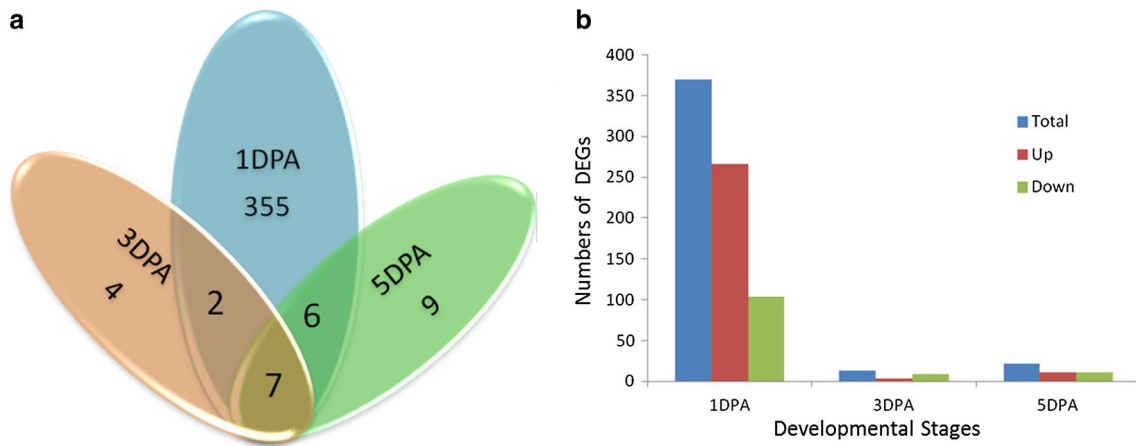 a
1DPA
355
3DPA
4
2
5DPA
9
6
7
b
Numbers of DEGs
400
350
300
250
200
150
100
50
0
Total
Up
Down
1DPA
3DPA
5DPA
Developmental Stages